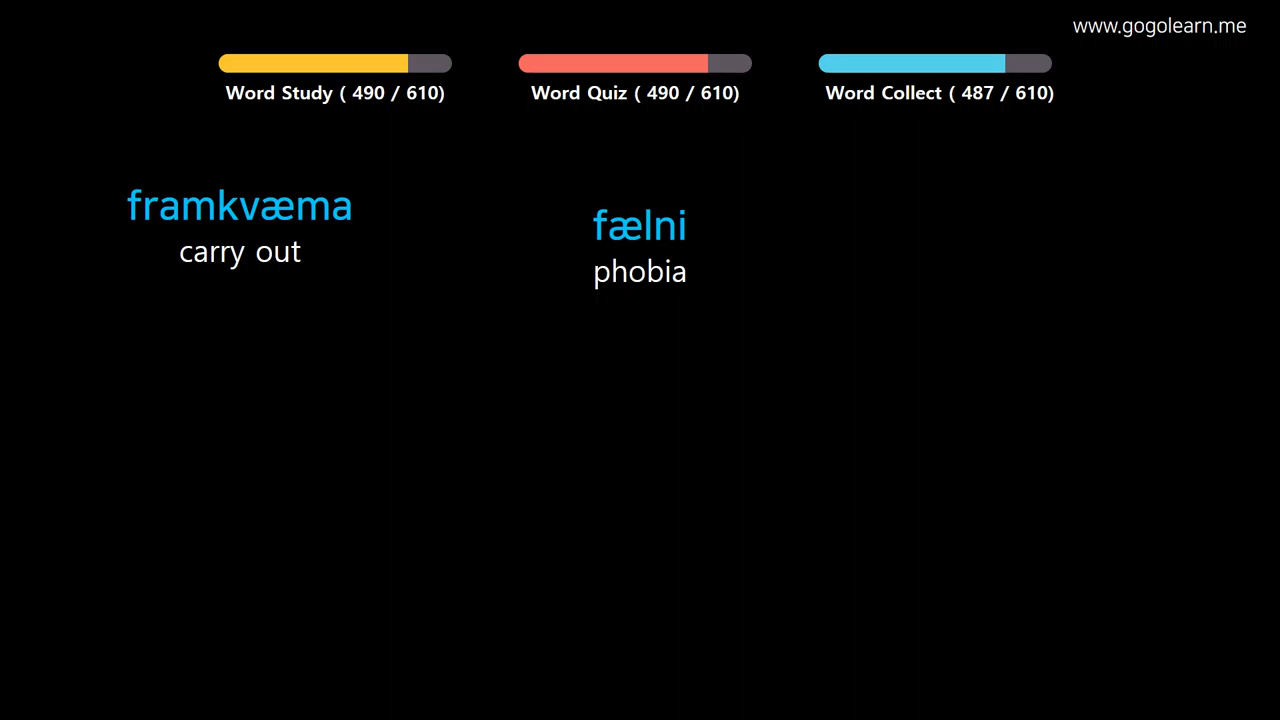 www.gogolearn.me
Word Study ( 490 / 610)
Word Quiz ( 490 / 610)
Word Collect ( 487 / 610)
framkvæma
carry out
fælni
phobia